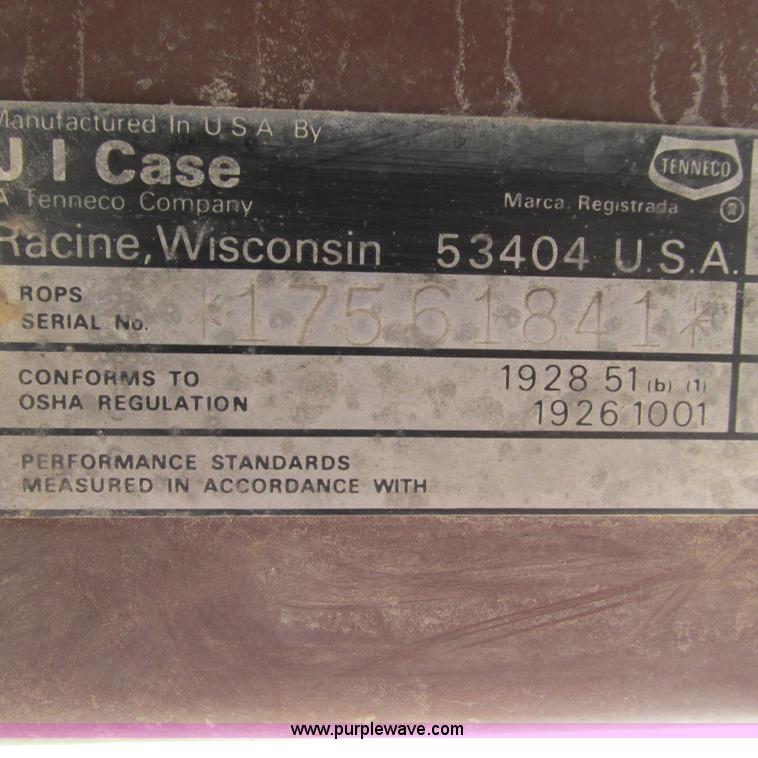 Manufactured In U S A By
J I Case
A Tenneco Company
TENNECO
Marca Registrada ®
Racine, Wisconsin 53404 U.S.A.
ROPS
SERIAL No. *17561841*
CONFORMS TO 1928.51 (b) (1)
OSHA REGULATION 1926 1001
PERFORMANCE STANDARDS
MEASURED IN ACCORDANCE WITH
www.purplewave.com